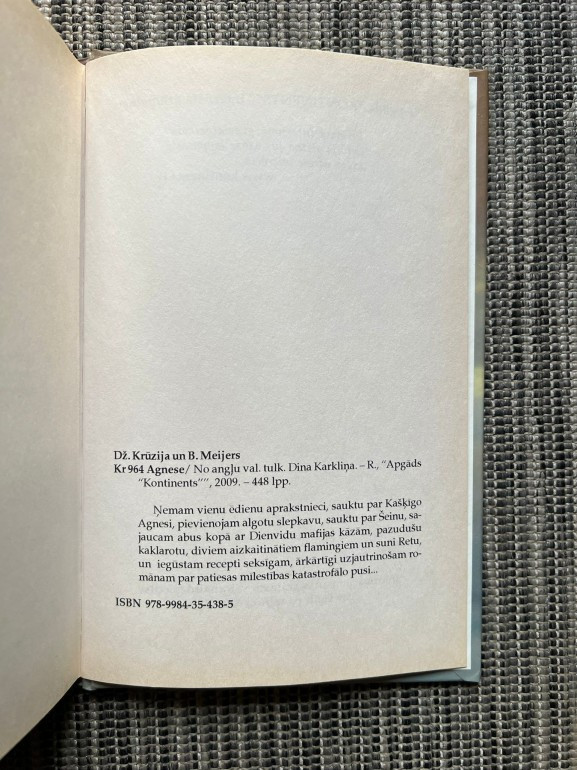 Dž. Krūzija un B. Meijers
Kr 964 Agnese/ No angļu val. tulk. Dina Karkliņa. – R., "Apgāds
"Kontinents"", 2009. – 448 lpp.
Ņemam vienu ēdienu aprakstnieci, sauktu par Kašķīgo
Agnesi, pievienojam algotu slepkavu, sauktu par Šeinu, sa-
jaucam abus kopā ar Dienvidu mafijas kāzām, pazudušu
kaklarotu, diviem aizkaitinātiem flamingiem un suni Retu,
un iegūstam recepti seksīgam, ārkārtīgi uzjautrinošam ro-
mānam par patiesas mīlestības katastrofālo pusi...
ISBN 978-9984-35-438-5